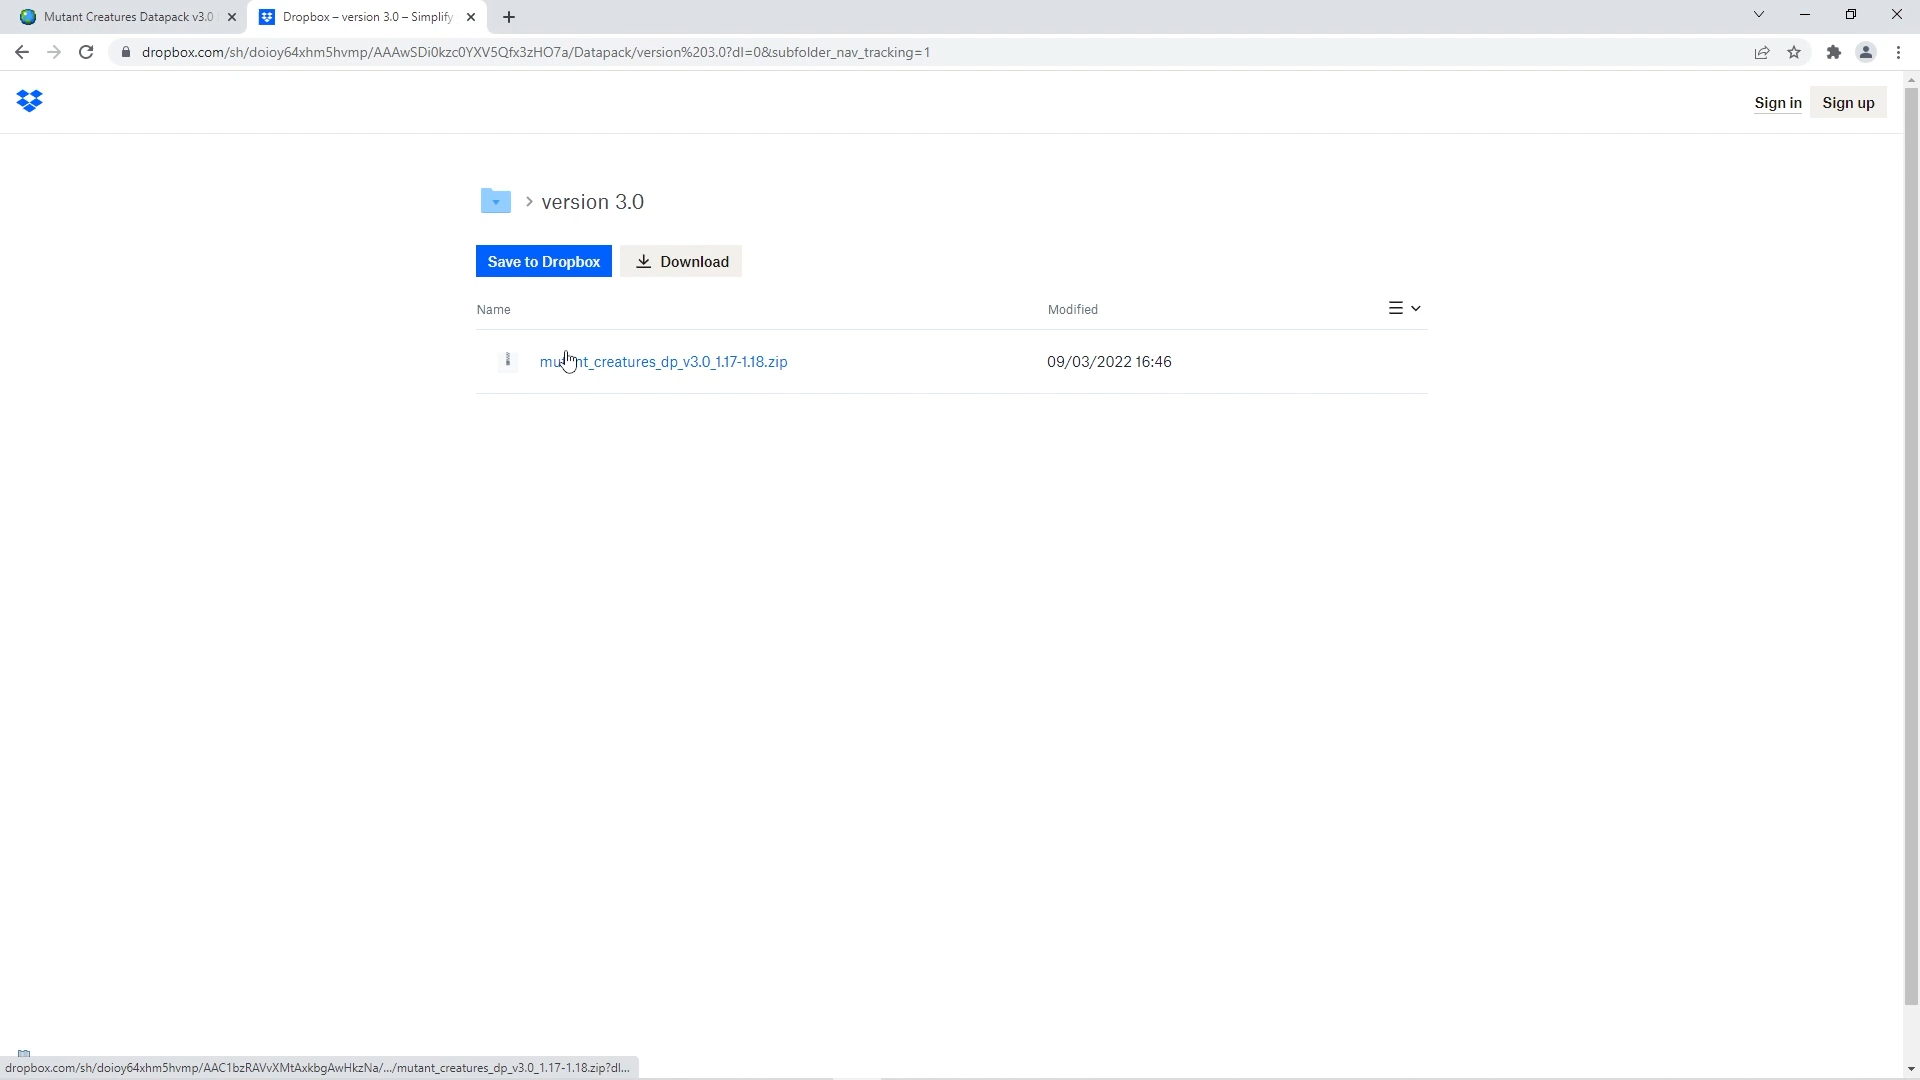 Mutant Creatures Datapack v3.0
Dropbox – version 3.0 – Simplify
dropbox.com/sh/doioy64xhm5hvmp/AAAwSDi0kzc0YXV5Qfx3zHO7a/Datapack/version%203.0?dl=0&subfolder_nav_tracking=1
Sign in Sign up
version 3.0
Save to Dropbox Download
Name Modified
mutant_creatures_dp_v3.0_1.17-1.18.zip 09/03/2022 16:46
dropbox.com/sh/doioy64xhm5hvmp/AAC1bzRAVvXMtAxkbgAwHkzNa/.../mutant_creatures_dp_v3.0_1.17-1.18.zip?dl...